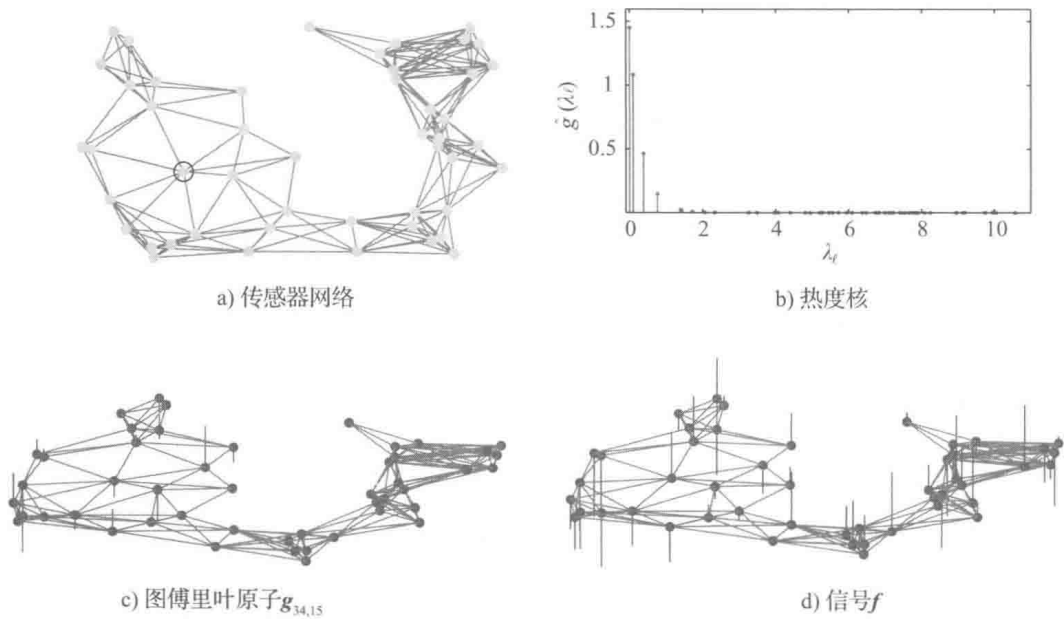 1.5
1
0.5
ĝ (λℓ)
0 2 4 6 8 10
λℓ
a) 传感器网络
b) 热度核
c) 图傅里叶原子g34,15
d) 信号f